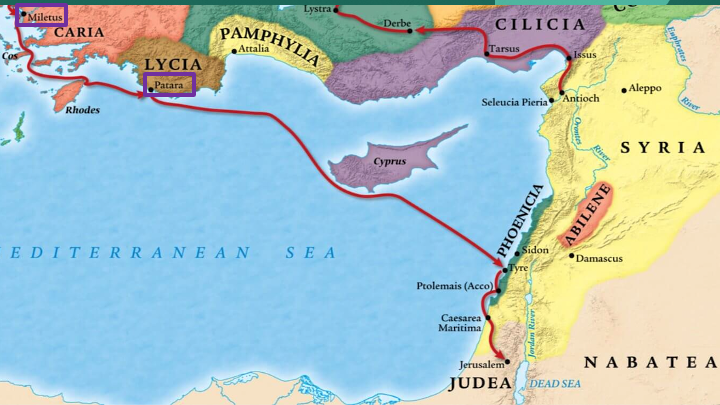 Lystra
Derbe
CILICIA
Miletus
CARIA
PAMPHYLIA
Attalia
Tarsus
Issus
Cos
LYCIA
Patara
Rhodes
Seleucia Pieria
Antioch
Aleppo
Euphrates
River
Orontes
River
SYRIA
Cyprus
PHOENICIA
ABILENE
EDITERRANEAN SEA
Sidon
Damascus
Tyre
Ptolemais (Acco)
Caesarea
Maritima
Jordan River
Jerusalem
JUDEA
DEAD SEA
NABATEA